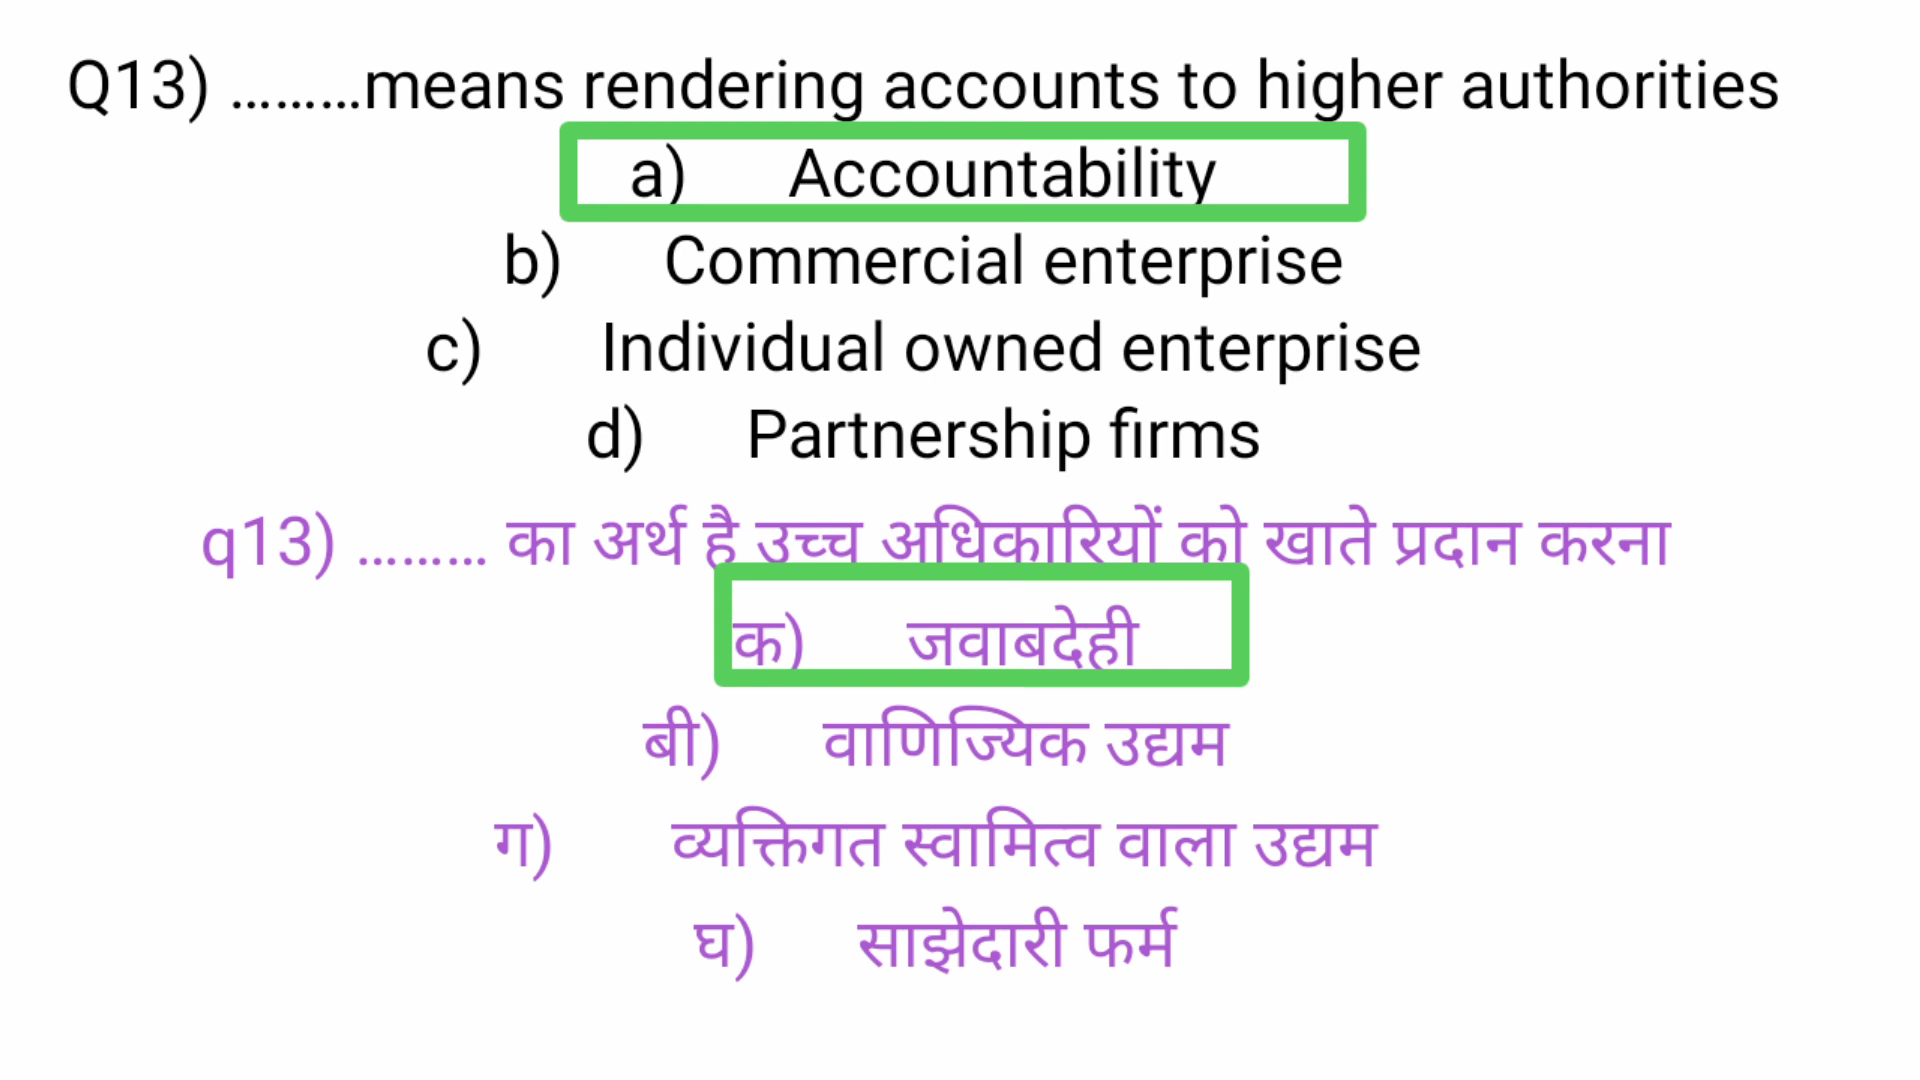 Q13) .........means rendering accounts to higher authorities
a) Accountability
b) Commercial enterprise
c) Individual owned enterprise
d) Partnership firms
q13) ......... का अर्थ है उच्च अधिकारियों को खाते प्रदान करना
क) जवाबदेही
बी) वाणिज्यिक उद्यम
ग) व्यक्तिगत स्वामित्व वाला उद्यम
घ) साझेदारी फर्म